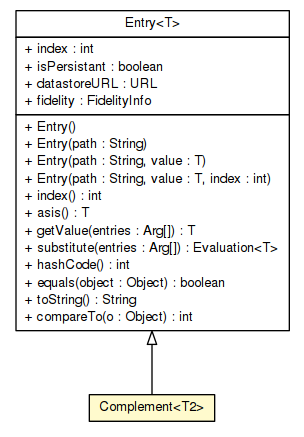 Entry<T>
+ index : int
+ isPersistant : boolean
+ datastoreURL : URL
+ fidelity : FidelityInfo
+ Entry()
+ Entry(path : String)
+ Entry(path : String, value : T)
+ Entry(path : String, value : T, index : int)
+ index() : int
+ asis() : T
+ getValue(entries : Arg[]) : T
+ substitute(entries : Arg[]) : Evaluation<T>
+ hashCode() : int
+ equals(object : Object) : boolean
+ toString() : String
+ compareTo(o : Object) : int
Complement<T2>